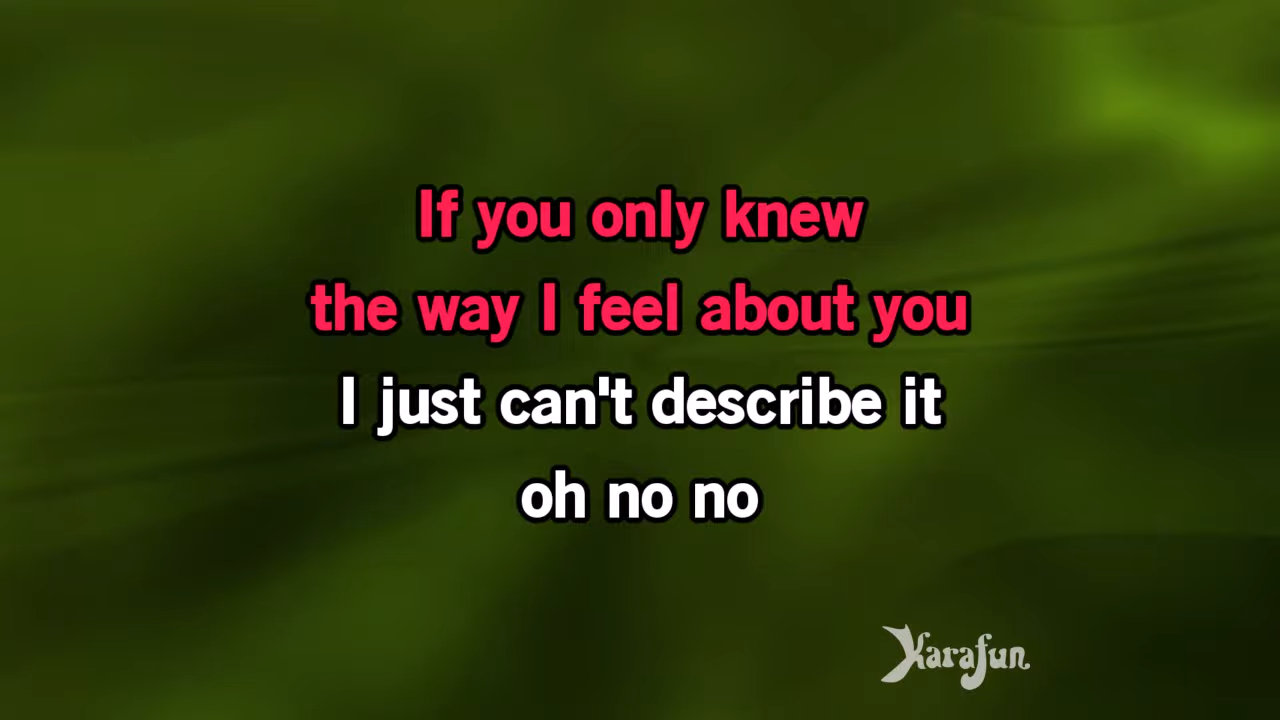 If you only knew
the way I feel about you
I just can't describe it
oh no no
Karafun